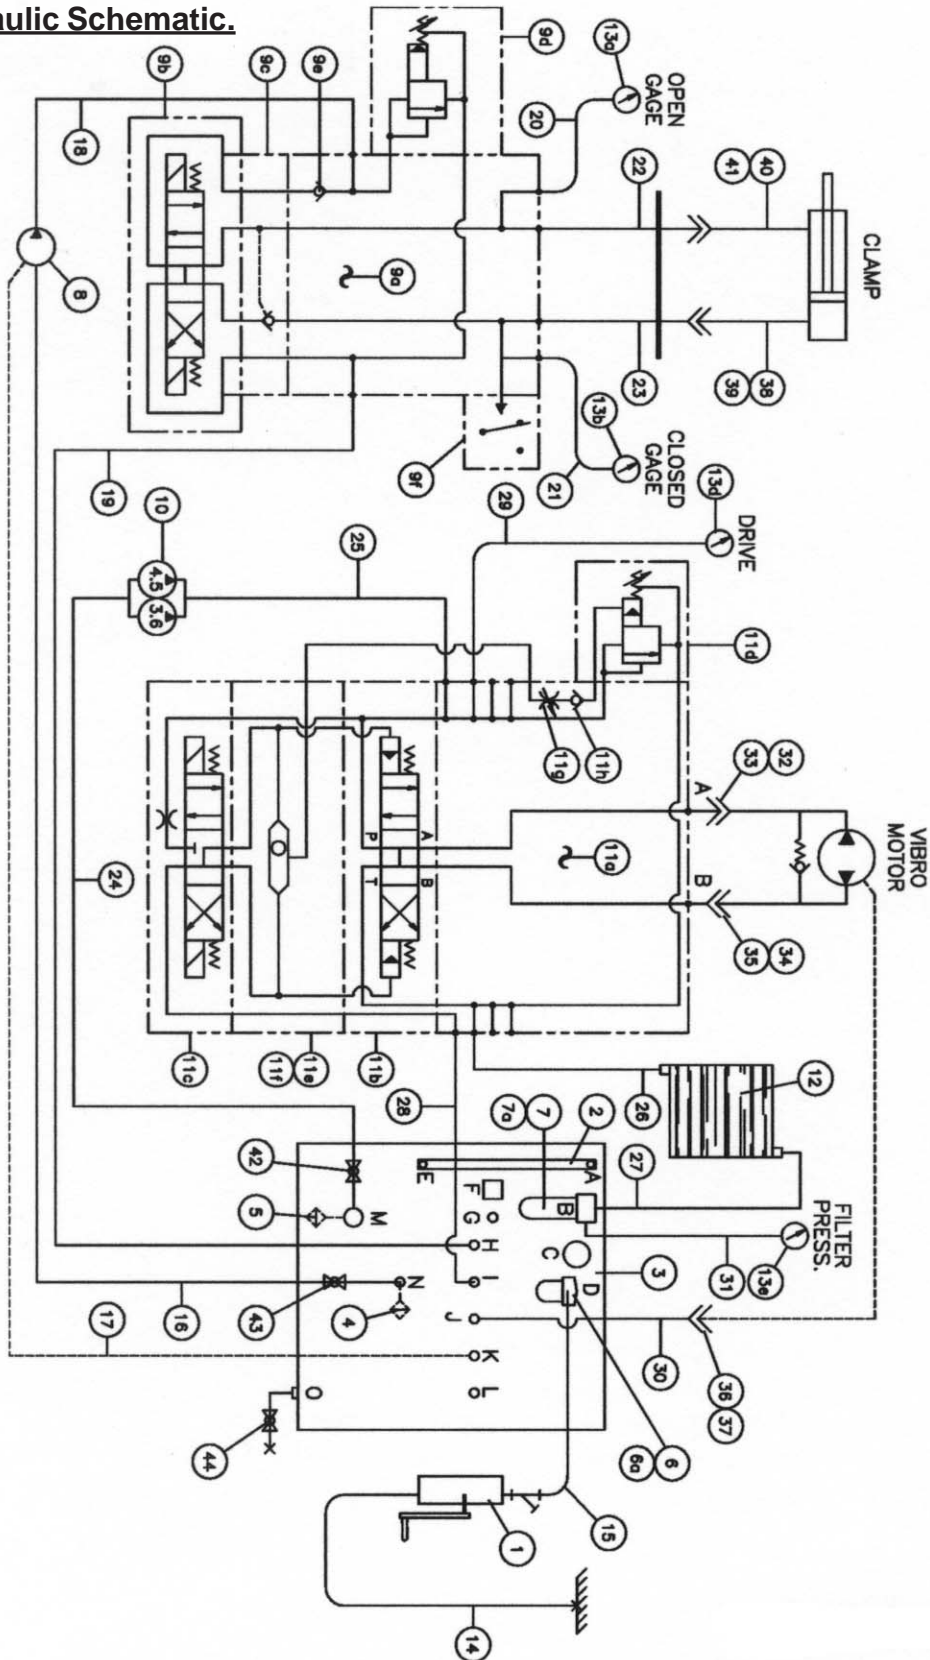 aulic Schematic.
9b
9c
9e
9d
13a
OPEN
GAGE
18
20
22
41
40
CLAMP
8
9a
23
39
38
13b
CLOSED
GAGE
9f
21
19
10
4.5
3.6
25
29
13d
DRIVE
11d
11g
11h
33
32
A
VIBRO
MOTOR
11a
B
35
34
A
B
P
T
24
11c
11f
11e
11b
28
26
12
27
7a
7
2
A
E
B
F
G
C
D
3
31
13e
FILTER
PRESS.
42
5
M
H
I
J
K
L
N
O
4
43
16
17
30
36
37
6a
6
44
1
15
14